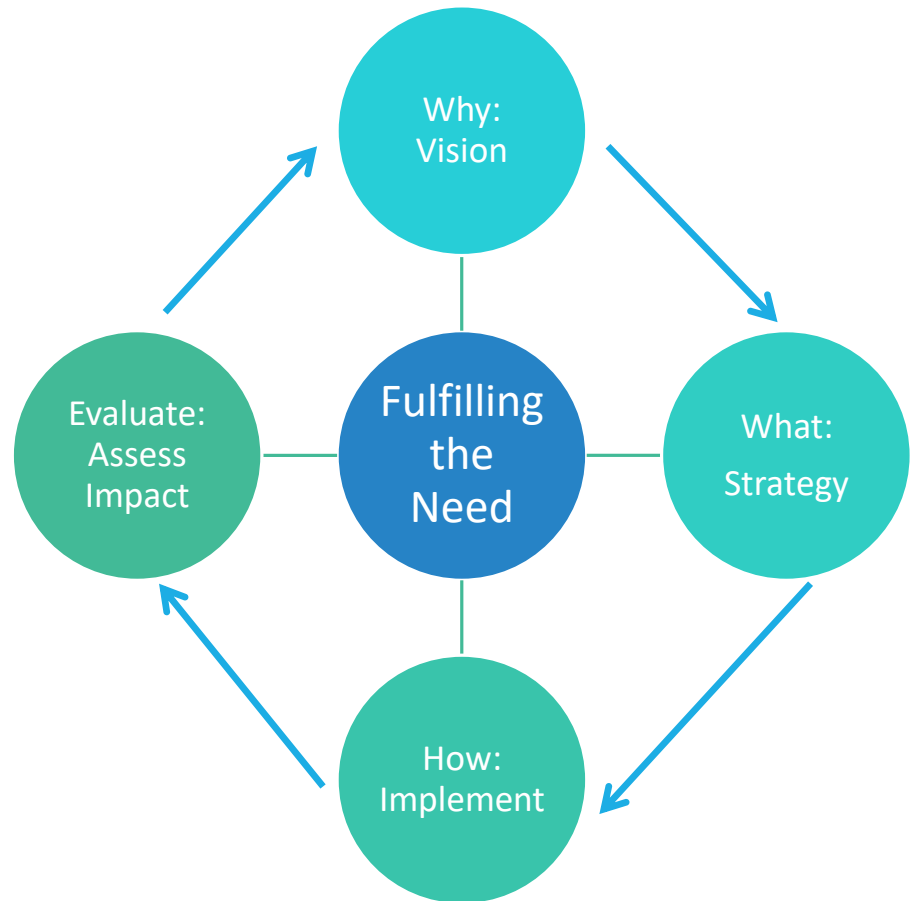 Why:
Vision
Fulfilling
the
Need
Evaluate:
Assess
Impact
What:
Strategy
How:
Implement